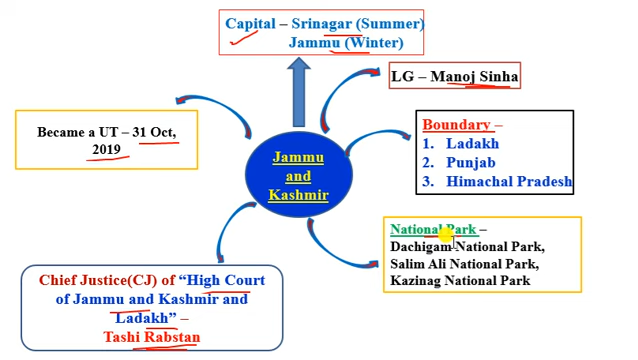 Capital – Srinagar (Summer)
Jammu (Winter)
LG – Manoj Sinha
Became a UT – 31 Oct,
2019
Boundary –
1. Ladakh
2. Punjab
3. Himachal Pradesh
Jammu
and
Kashmir
National Park –
Dachigam National Park,
Salim Ali National Park,
Kazinag National Park
Chief Justice(CJ) of “High Court
of Jammu and Kashmir and
Ladakh” –
Tashi Rabstan